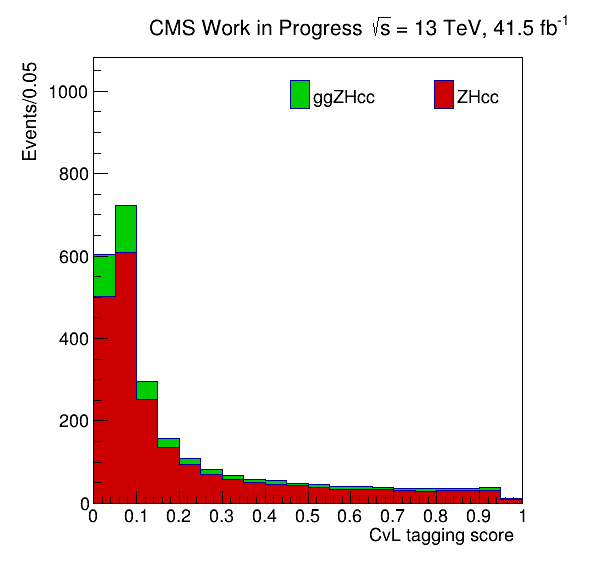 CMS Work in Progress √s = 13 TeV, 41.5 fb⁻¹
Events/0.05
ggZHcc ZHcc
1000
800
600
400
200
0
0 0.1 0.2 0.3 0.4 0.5 0.6 0.7 0.8 0.9 1
CvL tagging score